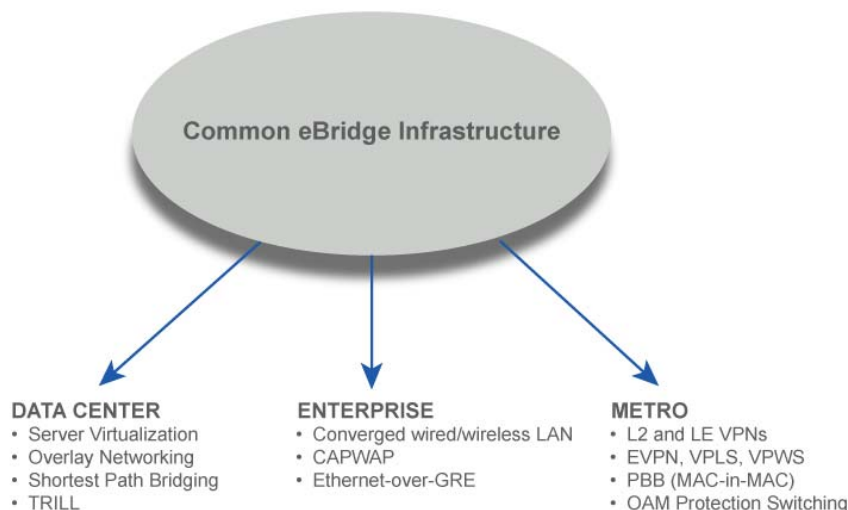 Common eBridge Infrastructure
DATA CENTER
• Server Virtualization
• Overlay Networking
• Shortest Path Bridging
• TRILL
ENTERPRISE
• Converged wired/wireless LAN
• CAPWAP
• Ethernet-over-GRE
METRO
• L2 and LE VPNs
• EVPN, VPLS, VPWS
• PBB (MAC-in-MAC)
• OAM Protection Switching